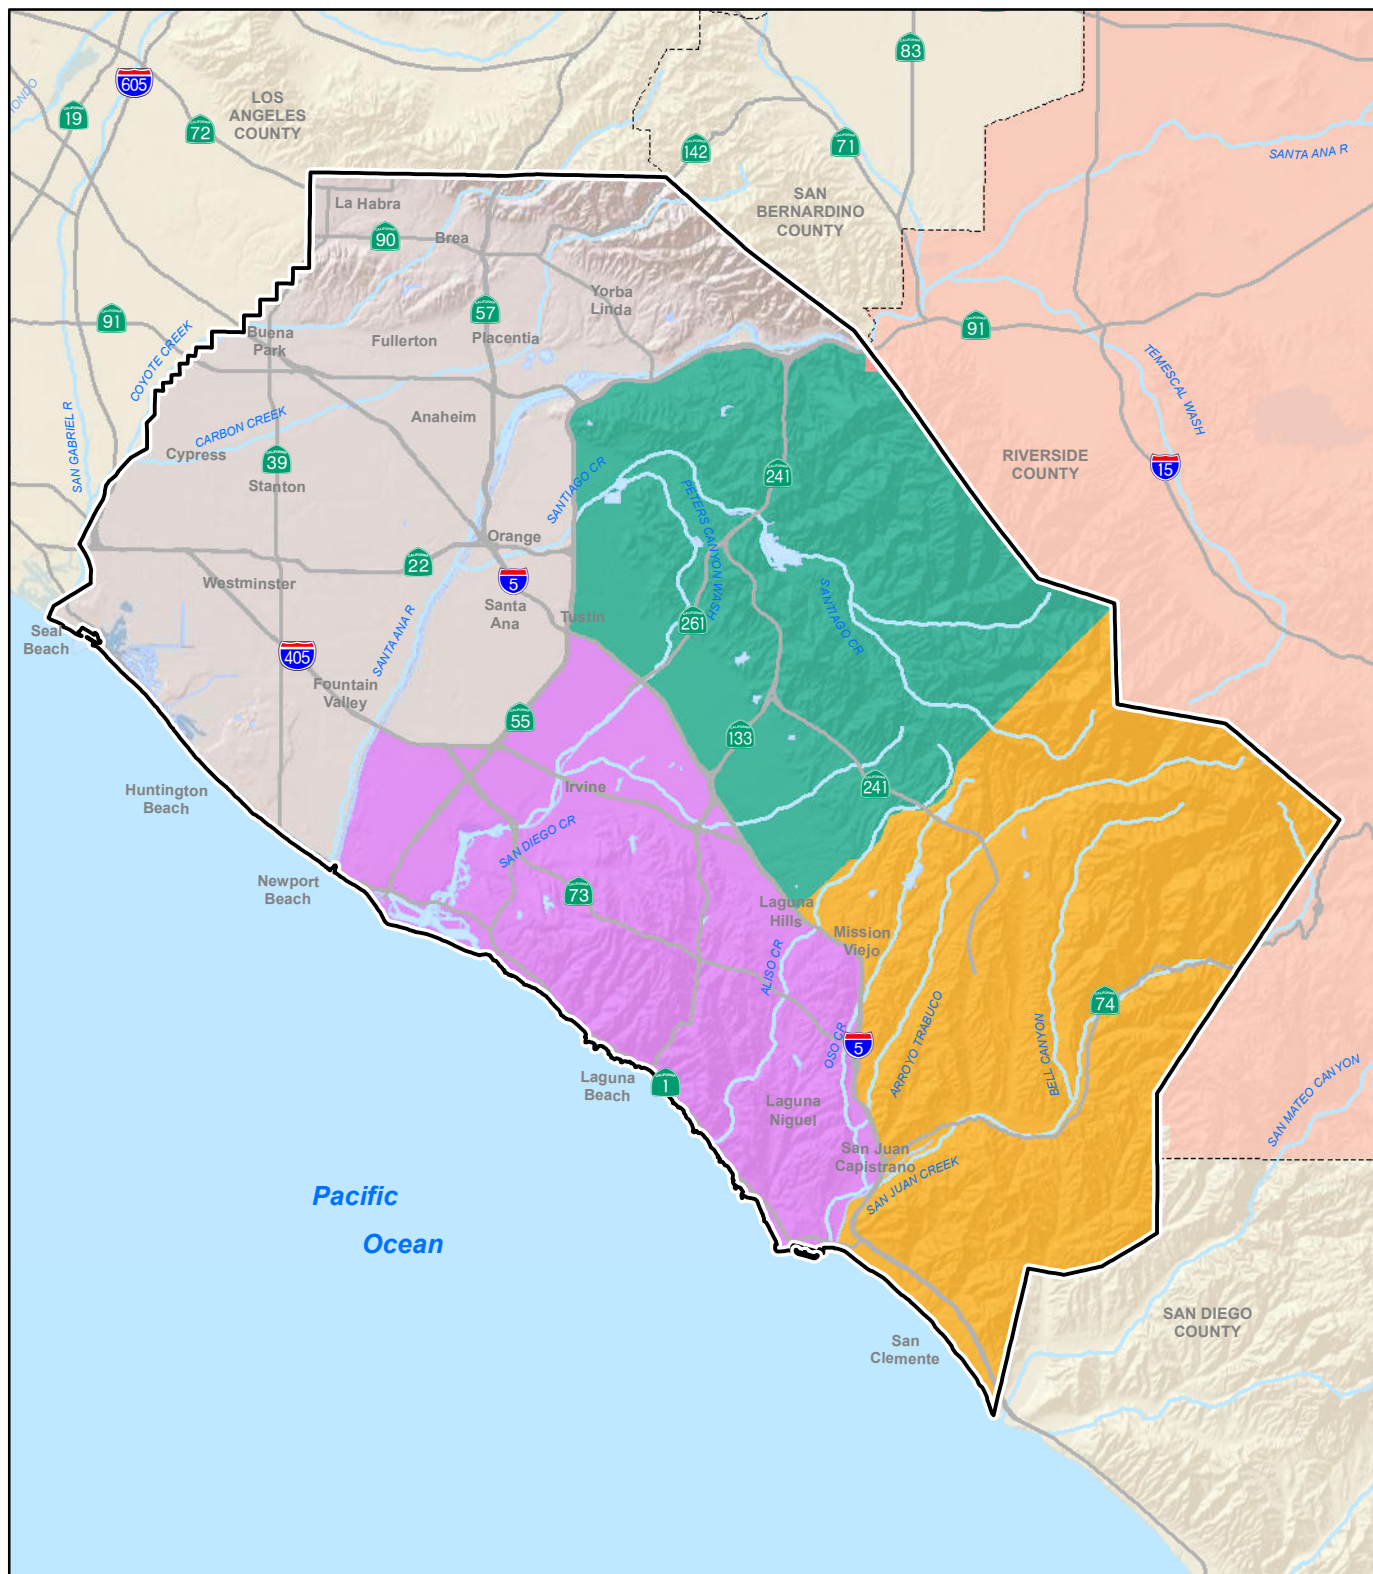 83
605
LOS
ANGELES
COUNTY
ONDO
CALIFORNIA
19
72
142
71
SANTA ANA R
SAN
BERNARDINO
COUNTY
La Habra
90
Brea
Yorba
Linda
57
91
91
Buena
Park
Fullerton
Placentia
COYOTE CREEK
TEMESCAL WASH
SAN GABRIEL R
CARBON CREEK
Anaheim
Cypress
39
Stanton
RIVERSIDE
COUNTY
15
241
SANTIAGO CR
PETERS CANYON WASH
Orange
22
5
Westminster
Santa
Ana
Tustin
261
SANTIAGO CR
Seal
Beach
SANTA ANA R
405
Fountain
Valley
55
133
241
Irvine
Huntington
Beach
SAN DIEGO CR
Newport
Beach
73
Laguna
Hills
Mission
Viejo
ALISO CR
74
OSO CR
5
ARROYO TRABUCO
BELL CANYON
Laguna
Beach
1
Laguna
Niguel
SAN MATEO CANYON
San Juan
Capistrano
SAN JUAN CREEK
Pacific
Ocean
SAN DIEGO
COUNTY
San
Clemente